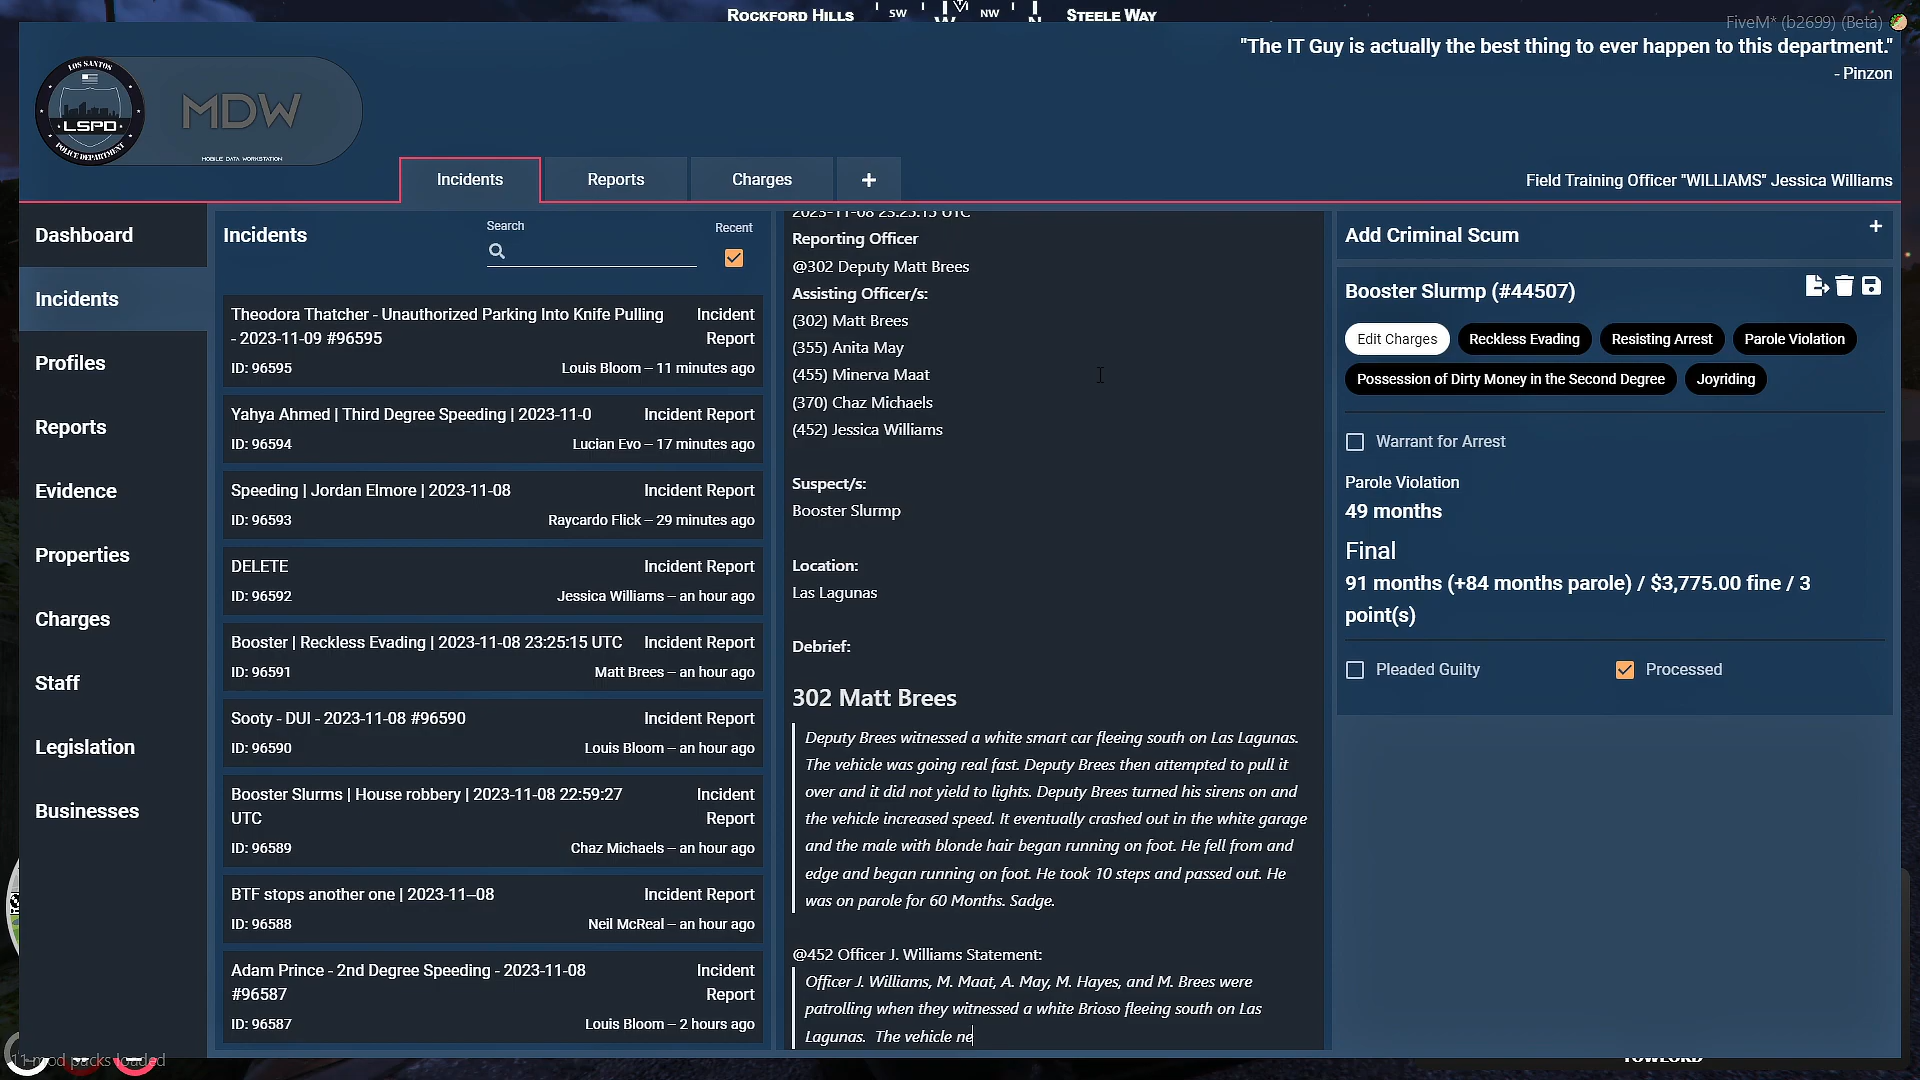 ROCKFORD HILLS
SW
W
NW
N
STEELE WAY
FiveM* (b2699) (Beta)
"The IT Guy is actually the best thing to ever happen to this department."
- Pinzon
LOS SANTOS
LSPD
POLICE DEPARTMENT
MDW
MOBILE DATA WORKSTATION
Incidents
Reports
Charges
+
Field Training Officer "WILLIAMS" Jessica Williams
Dashboard
Incidents
Profiles
Reports
Evidence
Properties
Charges
Staff
Legislation
Businesses
Incidents
Search
Recent
Theodora Thatcher - Unauthorized Parking Into Knife Pulling
- 2023-11-09 #96595
Incident
Report
ID: 96595
Louis Bloom – 11 minutes ago
Yahya Ahmed | Third Degree Speeding | 2023-11-0
Incident Report
ID: 96594
Lucian Evo – 17 minutes ago
Speeding | Jordan Elmore | 2023-11-08
Incident Report
ID: 96593
Raycardo Flick – 29 minutes ago
DELETE
Incident Report
ID: 96592
Jessica Williams – an hour ago
Booster | Reckless Evading | 2023-11-08 23:25:15 UTC
Incident Report
ID: 96591
Matt Brees – an hour ago
Sooty - DUI - 2023-11-08 #96590
Incident Report
ID: 96590
Louis Bloom – an hour ago
Booster Slurms | House robbery | 2023-11-08 22:59:27
UTC
Incident
Report
ID: 96589
Chaz Michaels – an hour ago
BTF stops another one | 2023-11--08
Incident Report
ID: 96588
Neil McReal – an hour ago
Adam Prince - 2nd Degree Speeding - 2023-11-08
#96587
Incident
Report
ID: 96587
Louis Bloom – 2 hours ago
2023-11-08 23:25:15 UTC
Reporting Officer
@302 Deputy Matt Brees
Assisting Officer/s:
(302) Matt Brees
(355) Anita May
(455) Minerva Maat
(370) Chaz Michaels
(452) Jessica Williams
Suspect/s:
Booster Slurmp
Location:
Las Lagunas
Debrief:
302 Matt Brees
Deputy Brees witnessed a white smart car fleeing south on Las Lagunas.
The vehicle was going real fast. Deputy Brees then attempted to pull it
over and it did not yield to lights. Deputy Brees turned his sirens on and
the vehicle increased speed. It eventually crashed out in the white garage
and the male with blonde hair began running on foot. He fell from and
edge and began running on foot. He took 10 steps and passed out. He
was on parole for 60 Months. Sadge.
@452 Officer J. Williams Statement:
Officer J. Williams, M. Maat, A. May, M. Hayes, and M. Brees were
patrolling when they witnessed a white Brioso fleeing south on Las
Lagunas.  The vehicle ne
Add Criminal Scum
+
Booster Slurmp (#44507)
Edit Charges
Reckless Evading
Resisting Arrest
Parole Violation
Possession of Dirty Money in the Second Degree
Joyriding
Warrant for Arrest
Parole Violation
49 months
Final
91 months (+84 months parole) / $3,775.00 fine / 3
point(s)
Pleaded Guilty
Processed
11 mod packs loaded